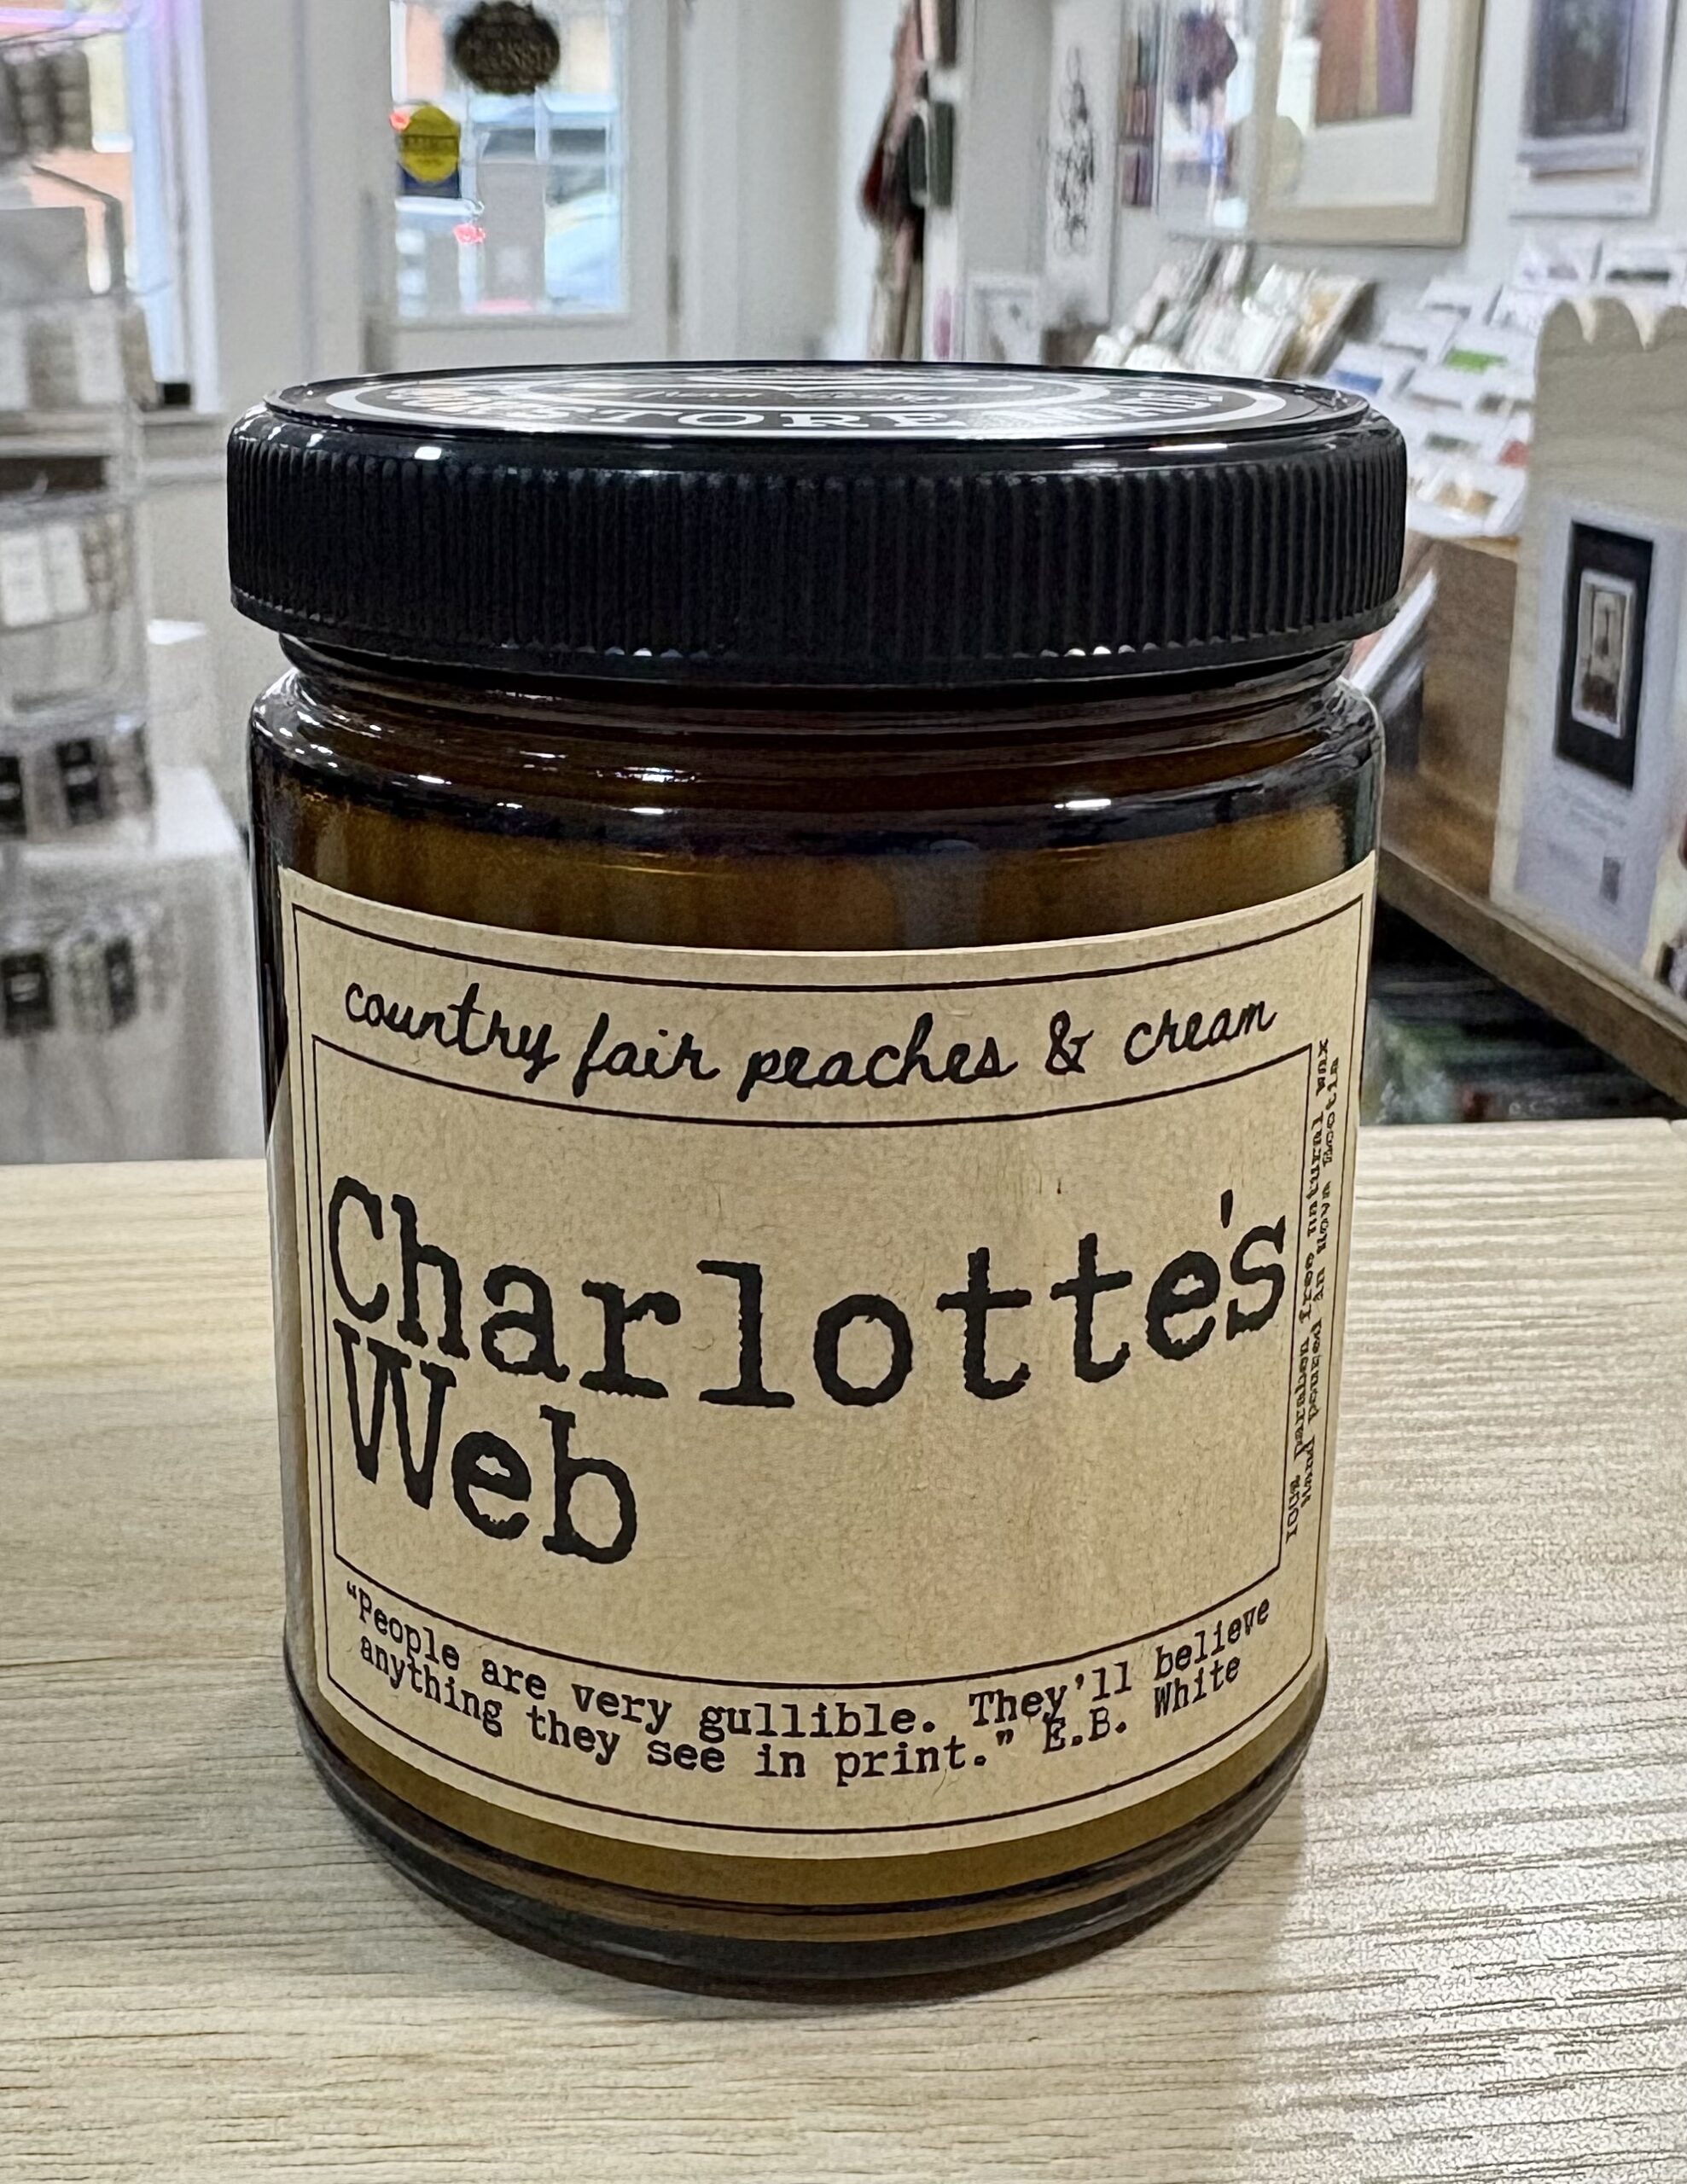 STORE
country fair peaches & cream
Charlotte's
Web
100% paraben free natural wax
Hand poured in Nova Scotia
“People are very gullible. They'll believe
anything they see in print.” E.B. White